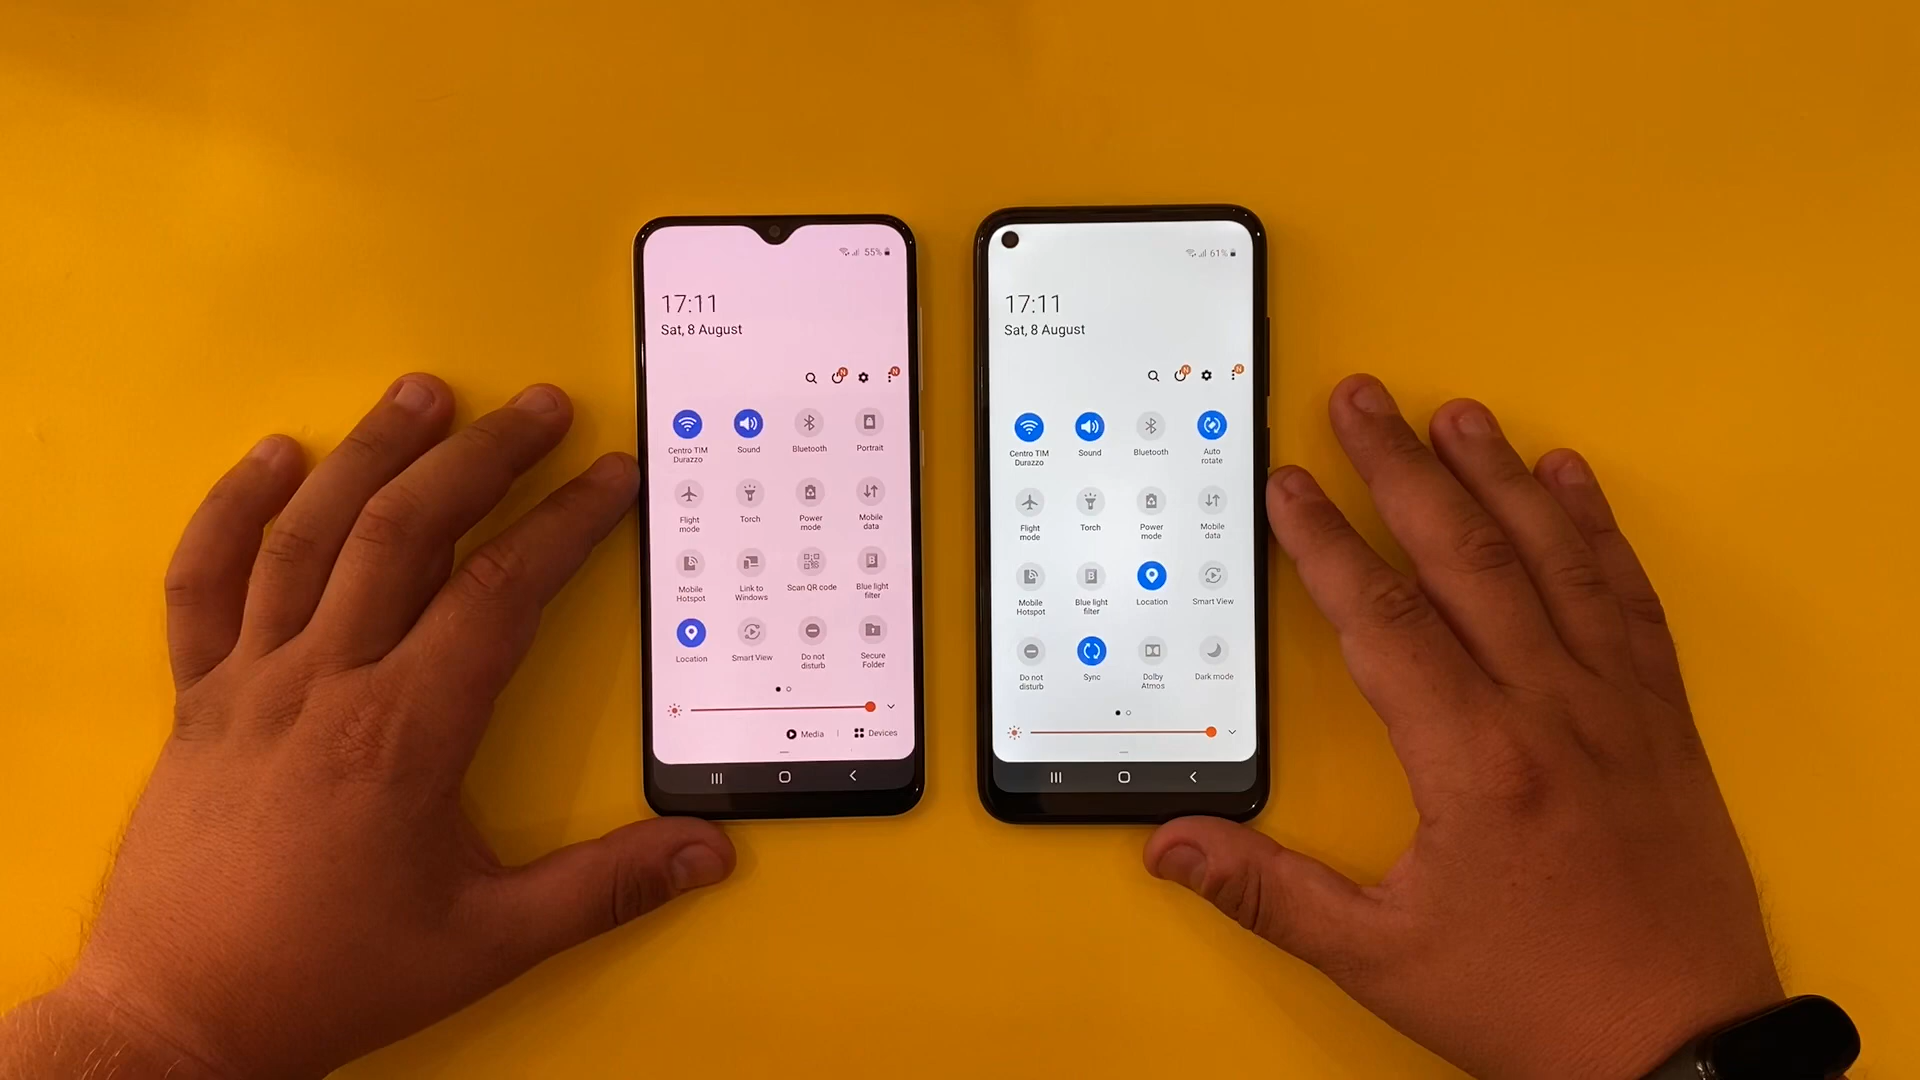 55%
17:11
Sat, 8 August
N
N
Centro TIM
Durazzo
Sound
Bluetooth
Portrait
Flight
mode
Torch
Power
mode
Mobile
data
Mobile
Hotspot
Link to
Windows
Scan QR code
Blue light
filter
Location
Smart View
Do not
disturb
Secure
Folder
Media
Devices
61%
17:11
Sat, 8 August
N
N
Centro TIM
Durazzo
Sound
Bluetooth
Auto
rotate
Flight
mode
Torch
Power
mode
Mobile
data
Mobile
Hotspot
Blue light
filter
Location
Smart View
Do not
disturb
Sync
Dolby
Atmos
Dark mode